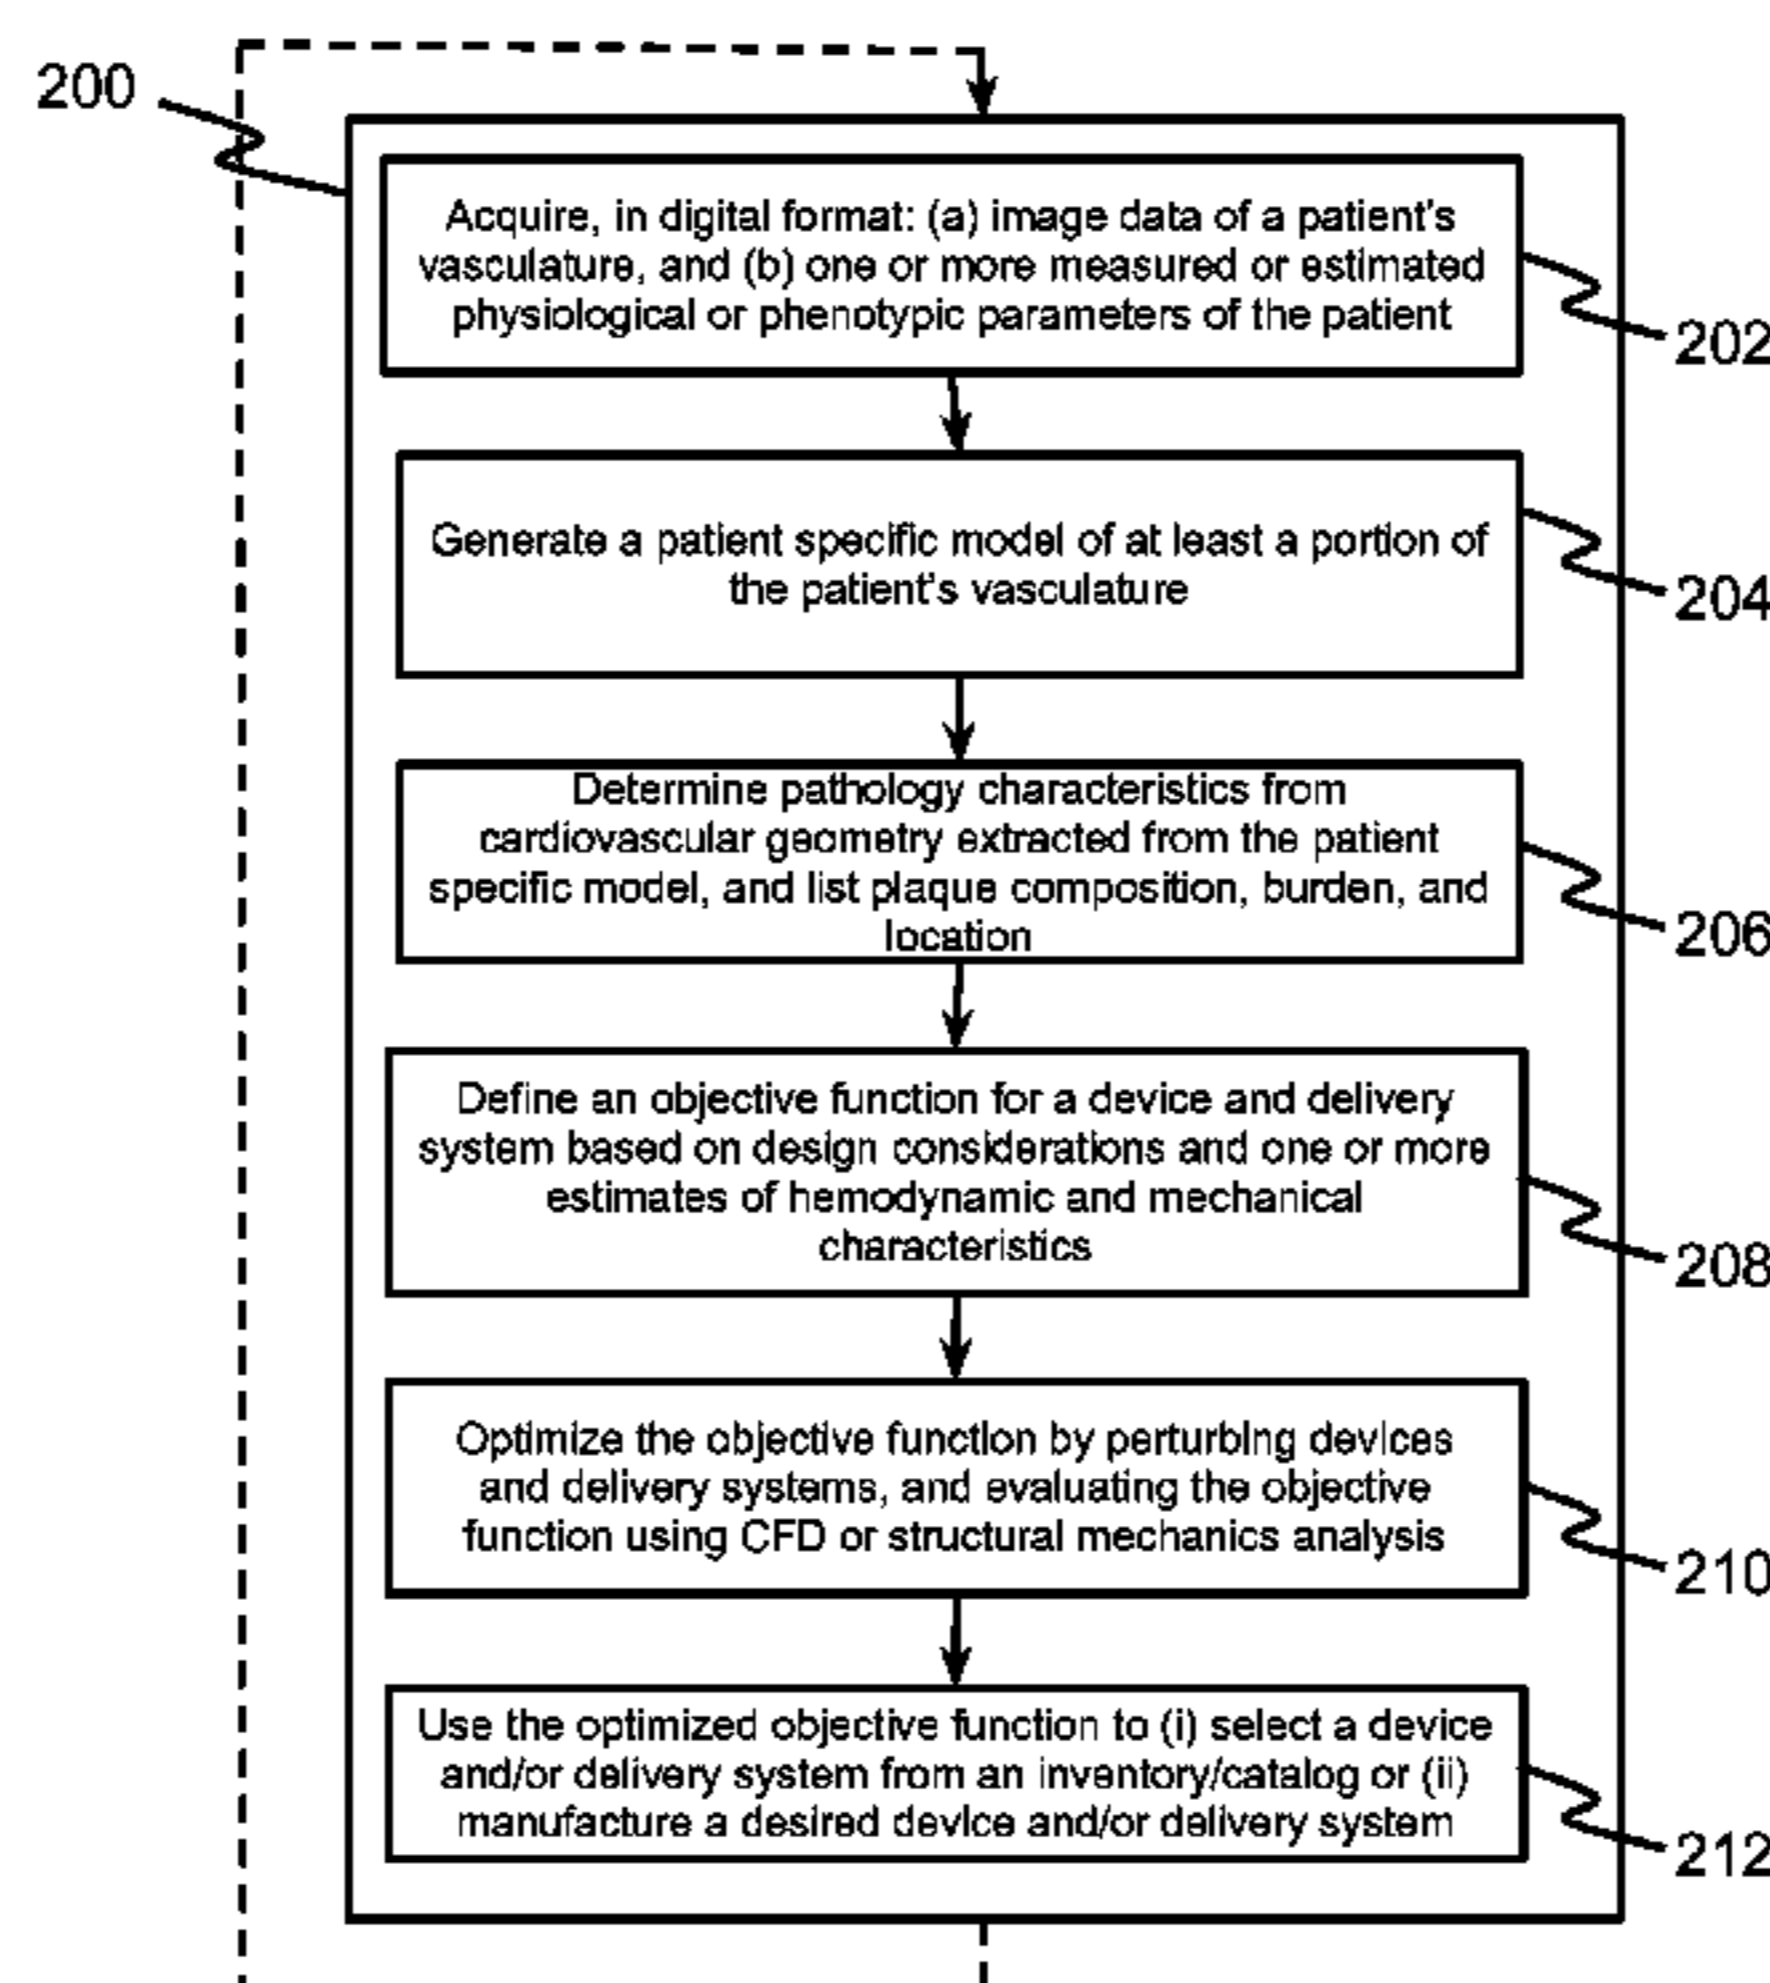 200
Acquire, in digital format: (a) image data of a patient's
vasculature, and (b) one or more measured or estimated
physiological or phenotypic parameters of the patient
202
Generate a patient specific model of at least a portion of
the patient's vasculature
204
Determine pathology characteristics from
cardiovascular geometry extracted from the patient
specific model, and list plaque composition, burden, and
location
206
Define an objective function for a device and delivery
system based on design considerations and one or more
estimates of hemodynamic and mechanical
characteristics
208
Optimize the objective function by perturbing devices
and delivery systems, and evaluating the objective
function using CFD or structural mechanics analysis
210
Use the optimized objective function to (i) select a device
and/or delivery system from an inventory/catalog or (ii)
manufacture a desired device and/or delivery system
212